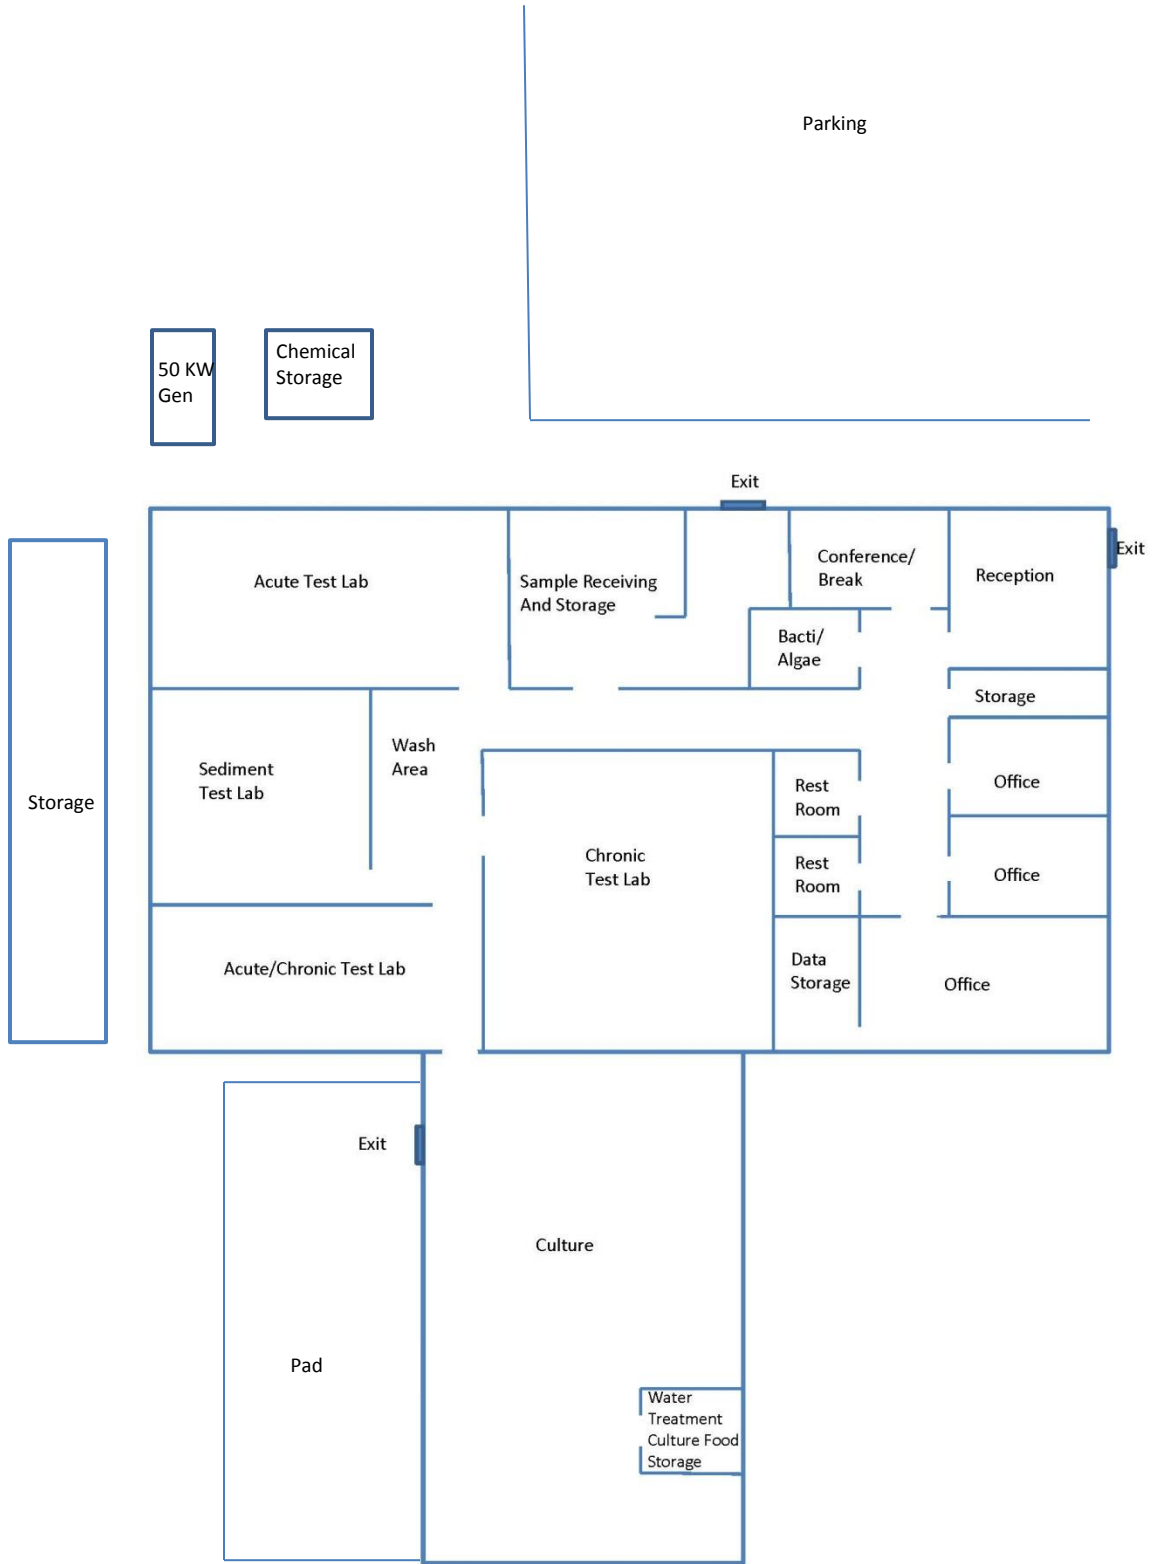 Parking
50 KW
Gen
Chemical
Storage
Exit
Exit
Acute Test Lab
Sample Receiving
And Storage
Conference/
Break
Reception
Bacti/
Algae
Storage
Storage
Sediment
Test Lab
Wash
Area
Chronic
Test Lab
Rest
Room
Office
Rest
Room
Office
Acute/Chronic Test Lab
Data
Storage
Office
Exit
Culture
Pad
Water
Treatment
Culture Food
Storage